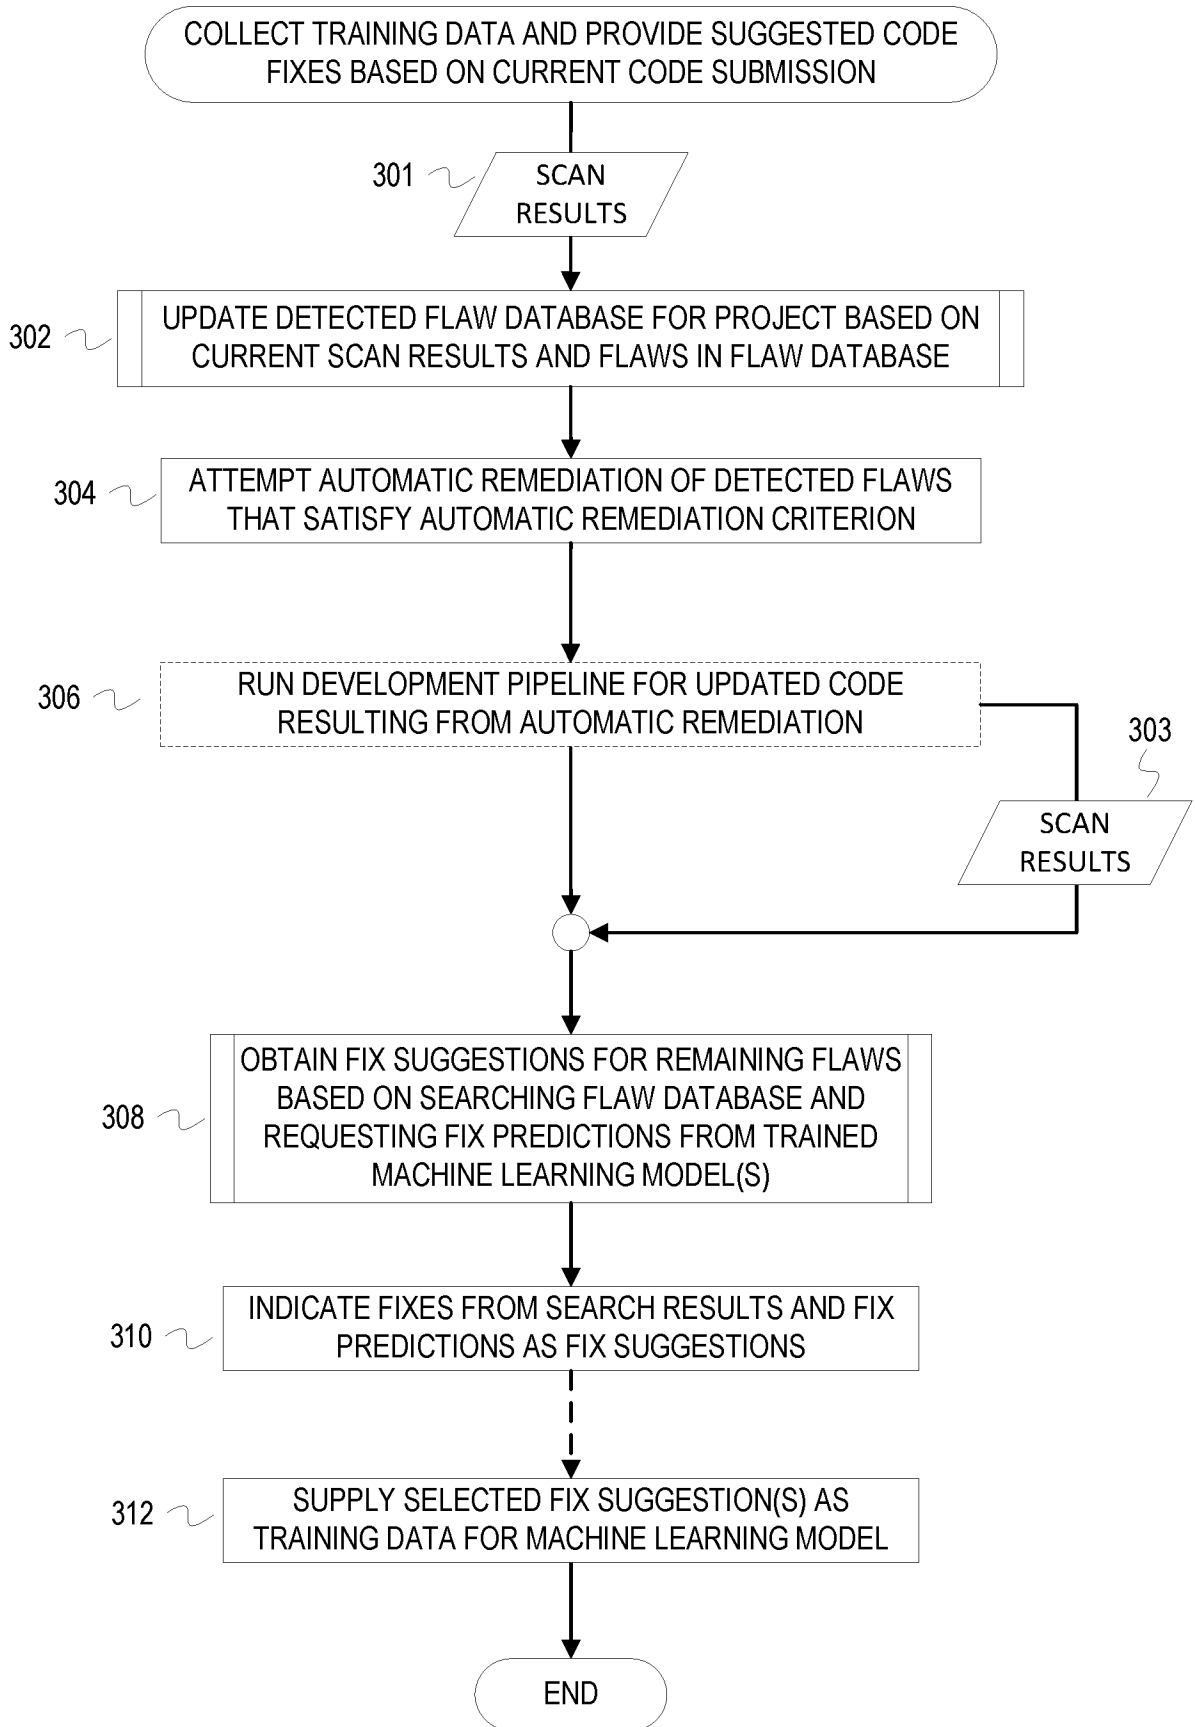 COLLECT TRAINING DATA AND PROVIDE SUGGESTED CODE
FIXES BASED ON CURRENT CODE SUBMISSION
301
SCAN
RESULTS
302
UPDATE DETECTED FLAW DATABASE FOR PROJECT BASED ON
CURRENT SCAN RESULTS AND FLAWS IN FLAW DATABASE
304
ATTEMPT AUTOMATIC REMEDIATION OF DETECTED FLAWS
THAT SATISFY AUTOMATIC REMEDIATION CRITERION
306
RUN DEVELOPMENT PIPELINE FOR UPDATED CODE
RESULTING FROM AUTOMATIC REMEDIATION
303
SCAN
RESULTS
308
OBTAIN FIX SUGGESTIONS FOR REMAINING FLAWS
BASED ON SEARCHING FLAW DATABASE AND
REQUESTING FIX PREDICTIONS FROM TRAINED
MACHINE LEARNING MODEL(S)
310
INDICATE FIXES FROM SEARCH RESULTS AND FIX
PREDICTIONS AS FIX SUGGESTIONS
312
SUPPLY SELECTED FIX SUGGESTION(S) AS
TRAINING DATA FOR MACHINE LEARNING MODEL
END